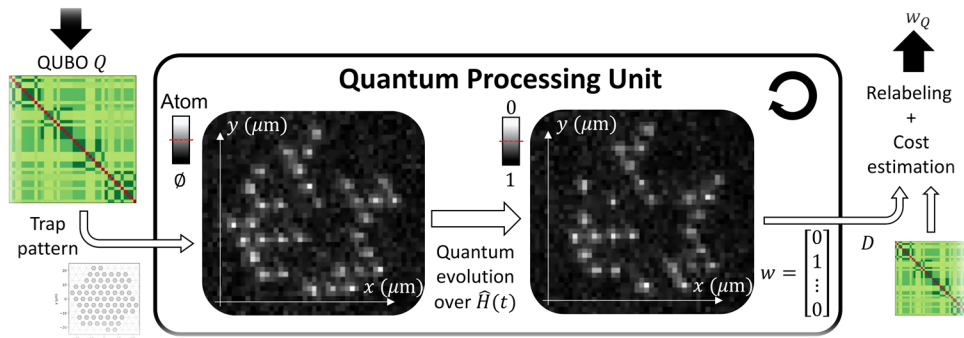 QUBO Q
Quantum Processing Unit
Atom
∅
y (μm)
x (μm)
0
1
y (μm)
x (μm)
Trap
pattern
Quantum
evolution
over Ĥ(t)
w = [0 1 ⋮ 0]
D
w_Q
Relabeling
+
Cost
estimation